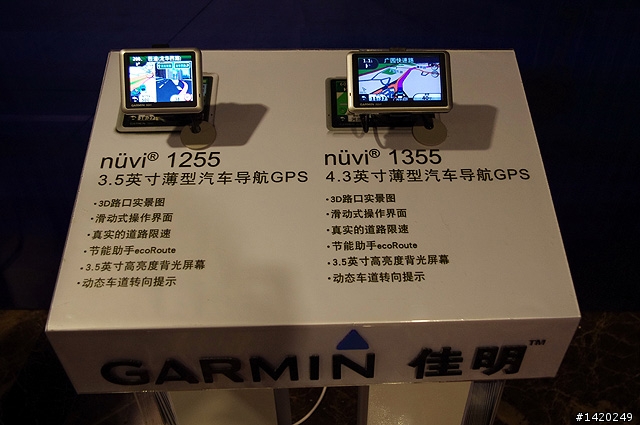 广园快速路
nüvi® 1255
3.5英寸薄型汽车导航GPS
·3D路口实景图
·滑动式操作界面
·真实的道路限速
·节能助手ecoRoute
·3.5英寸高亮度背光屏幕
·动态车道转向提示
nüvi® 1355
4.3英寸薄型汽车导航GPS
·3D路口实景图
·滑动式操作界面
·真实的道路限速
·节能助手ecoRoute
·3.5英寸高亮度背光屏幕
·动态车道转向提示
GARMIN 佳明™
#1420249